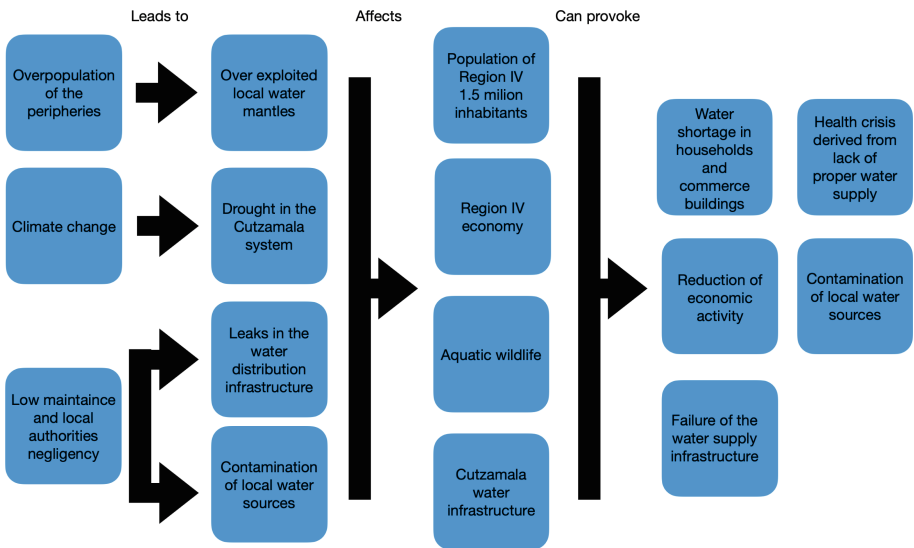 Leads to
Affects
Can provoke
Overpopulation
of the
peripheries
Over exploited
local water
mantles
Population of
Region IV
1.5 milion
inhabitants
Water
shortage in
households
and
commerce
buildings
Health crisis
derived from
lack of
proper water
supply
Climate change
Drought in the
Cutzamala
system
Region IV
economy
Reduction of
economic
activity
Contamination
of local water
sources
Leaks in the
water
distribution
infrastructure
Aquatic wildlife
Low maintaince
and local
authorities
negligency
Failure of the
water supply
infrastructure
Contamination
of local water
sources
Cutzamala
water
infrastructure